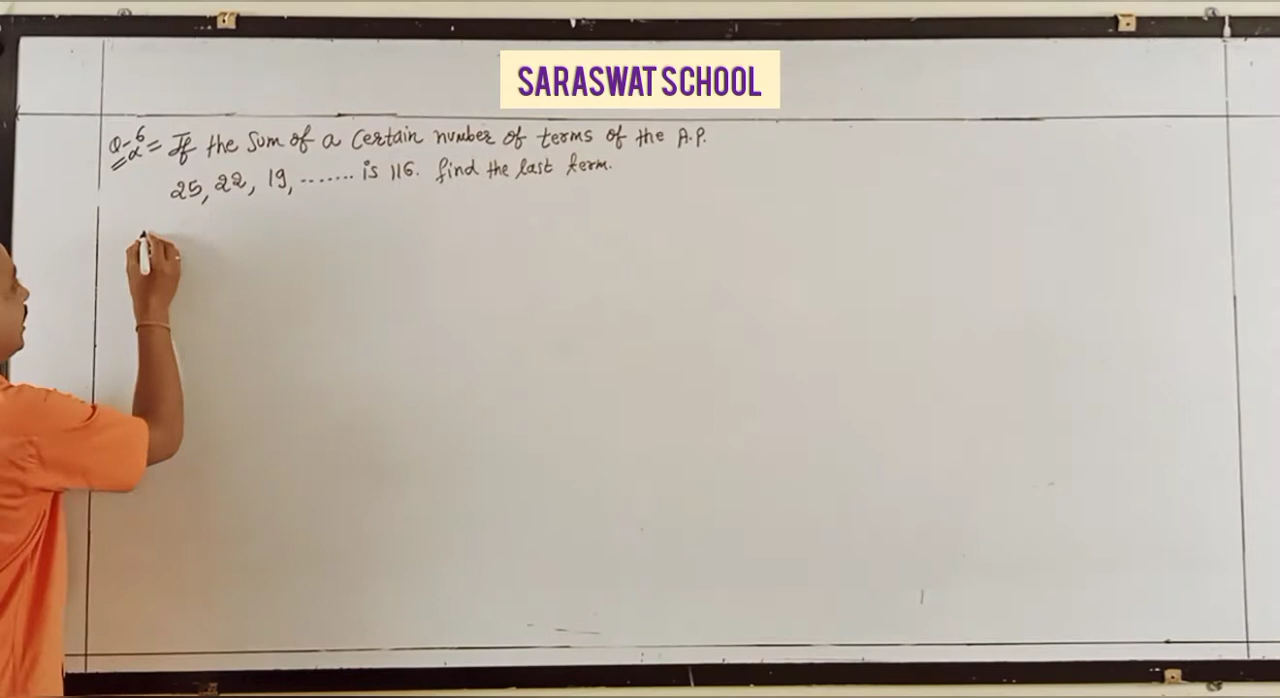 SARASWAT SCHOOL
Q-6= If the Sum of a Certain number of terms of the A.P.
25, 22, 19, ....... is 116. find the last term.